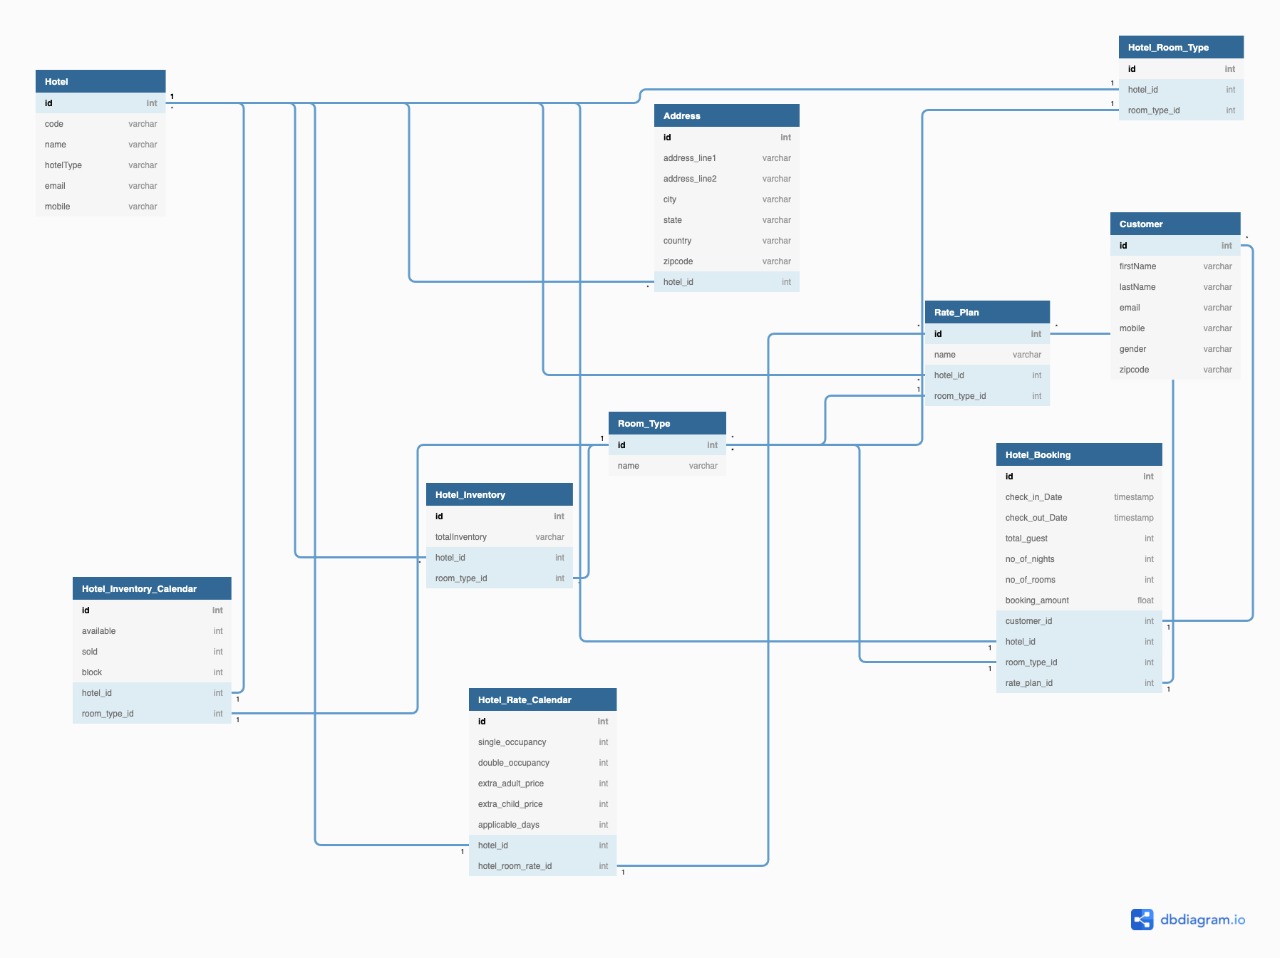 Hotel
id int
code varchar
name varchar
hotelType varchar
email varchar
mobile varchar
1
Address
id int
address_line1 varchar
address_line2 varchar
city varchar
state varchar
country varchar
zipcode varchar
hotel_id int
Hotel_Room_Type
id int
1
hotel_id int
1
room_type_id int
Customer
id int
firstName varchar
lastName varchar
email varchar
mobile varchar
gender varchar
zipcode varchar
Rate_Plan
id int
name varchar
hotel_id int
1
room_type_id int
Room_Type
1
id int
name varchar
Hotel_Inventory
id int
totalInventory varchar
hotel_id int
room_type_id int
Hotel_Booking
id int
check_in_Date timestamp
check_out_Date timestamp
total_guest int
no_of_nights int
no_of_rooms int
booking_amount float
customer_id int
1
hotel_id int
1
room_type_id int
1
rate_plan_id int
1
Hotel_Inventory_Calendar
id int
available int
sold int
block int
hotel_id int
1
room_type_id int
1
Hotel_Rate_Calendar
id int
single_occupancy int
double_occupancy int
extra_adult_price int
extra_child_price int
applicable_days int
hotel_id int
1
hotel_room_rate_id int
1
dbdiagram.io